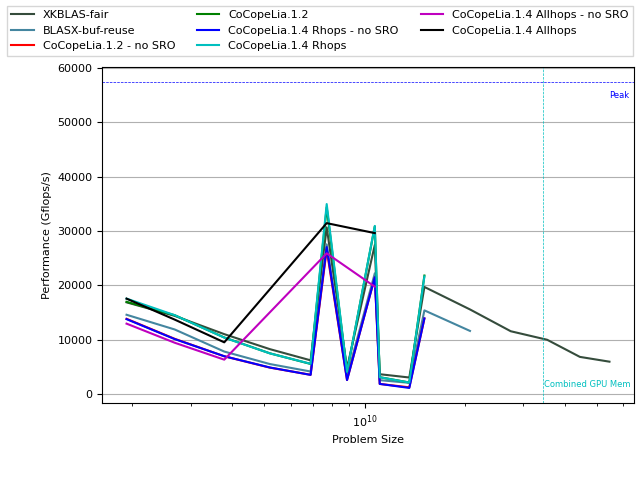 XKBLAS-fair
BLASX-buf-reuse
CoCopeLia.1.2 - no SRO
CoCopeLia.1.2
CoCopeLia.1.4 Rhops - no SRO
CoCopeLia.1.4 Rhops
CoCopeLia.1.4 Allhops - no SRO
CoCopeLia.1.4 Allhops
60000
50000
40000
30000
20000
10000
0
Performance (Gflops/s)
Peak
Combined GPU Mem
10¹⁰
Problem Size